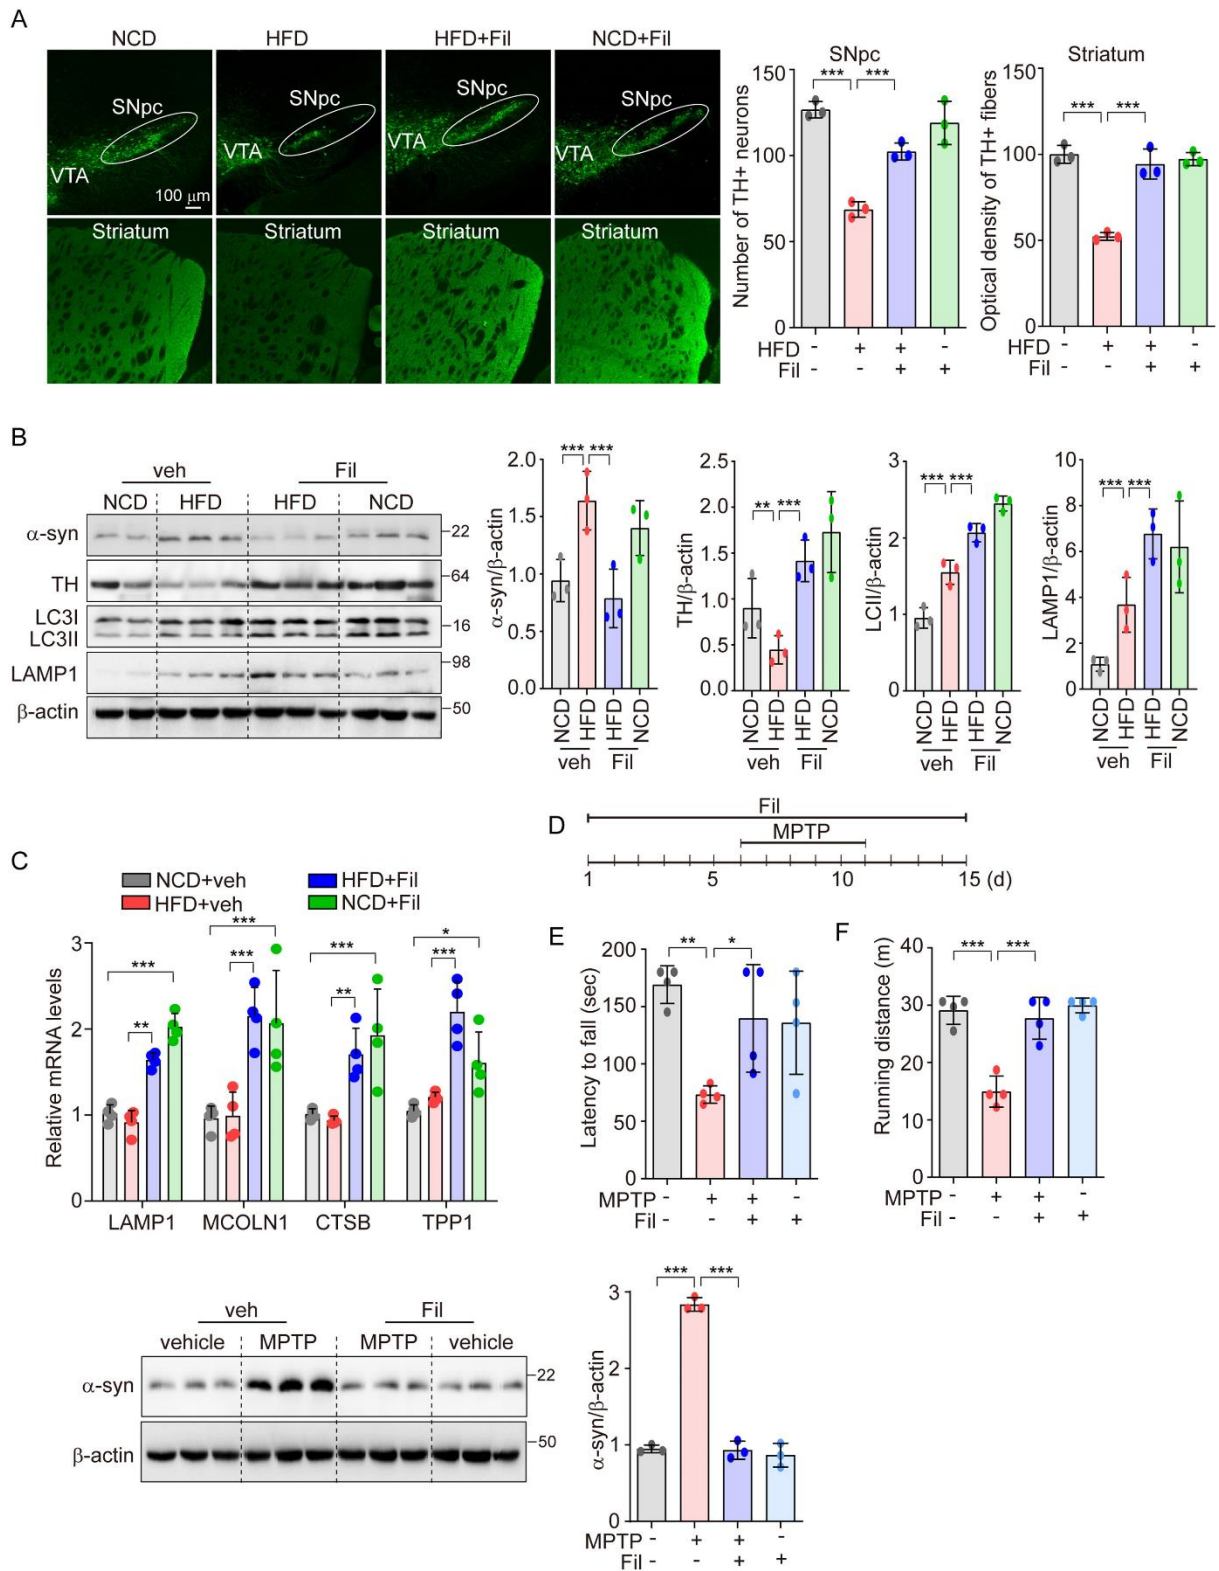 A
NCD HFD HFD+Fil NCD+Fil
SNpc SNpc SNpc SNpc
VTA VTA VTA VTA
100 μm
Striatum Striatum Striatum Striatum
SNpc
*** ***
Number of TH+ neurons
150
100
50
0
HFD - + + -
Fil - - + +
Striatum
*** ***
Optical density of TH+ fibers
150
100
50
0
HFD - + + -
Fil - - + +
B
veh Fil
NCD HFD HFD NCD
α-syn 22
TH 64
LC3I 16
LC3II
LAMP1 98
β-actin 50
*** ***
α-syn/β-actin
2.0
1.5
1.0
0.5
0.0
NCD HFD HFD NCD
veh Fil
** ***
TH/β-actin
2.5
2.0
1.5
1.0
0.5
0.0
NCD HFD HFD NCD
veh Fil
*** ***
LCII/β-actin
3
2
1
0
NCD HFD HFD NCD
veh Fil
*** ***
LAMP1/β-actin
10
8
6
4
2
0
NCD HFD HFD NCD
veh Fil
C
NCD+veh HFD+Fil
HFD+veh NCD+Fil
Relative mRNA levels
3
2
1
0
*** ** *** *** *** ** * ***
LAMP1 MCOLN1 CTSB TPP1
D
Fil
MPTP
1 5 10 15 (d)
E
** *
Latency to fall (sec)
200
150
100
50
0
MPTP - + + -
Fil - - + +
F
*** ***
Running distance (m)
40
30
20
10
0
MPTP - + + -
Fil - - + +
veh Fil
vehicle MPTP MPTP vehicle
α-syn 22
β-actin 50
*** ***
α-syn/β-actin
3
2
1
0
MPTP - + + -
Fil - - + +